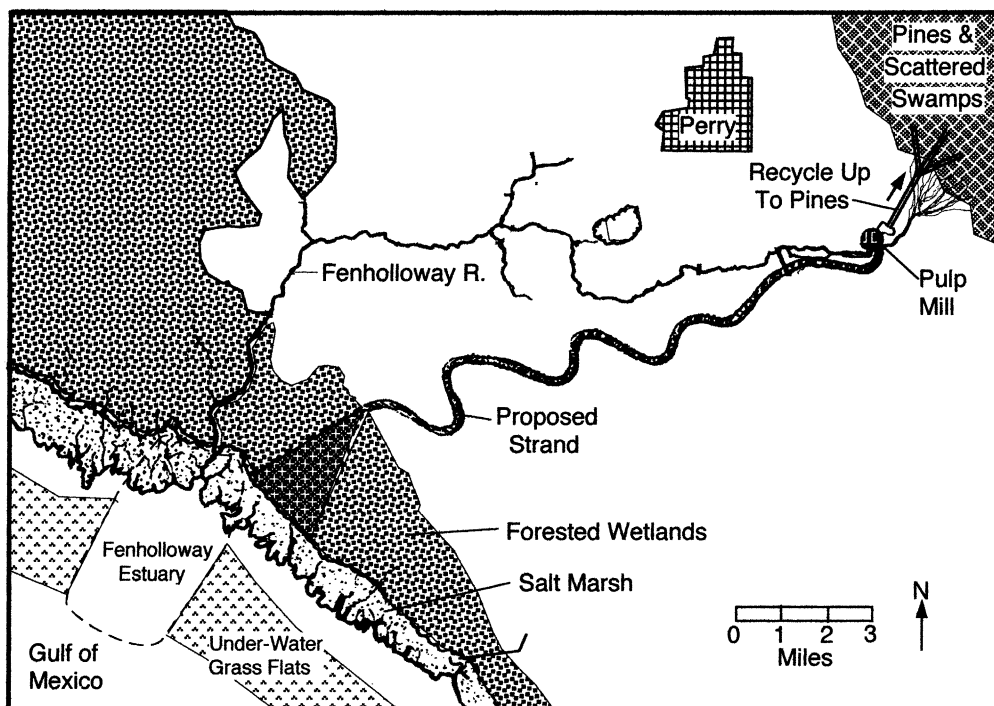 Pines &
Scattered
Swamps
Perry
Recycle Up
To Pines
Fenholloway R.
Pulp
Mill
Proposed
Strand
Forested Wetlands
Fenholloway
Estuary
Salt Marsh
N
0 1 2 3
Miles
Under-Water
Grass Flats
Gulf of
Mexico